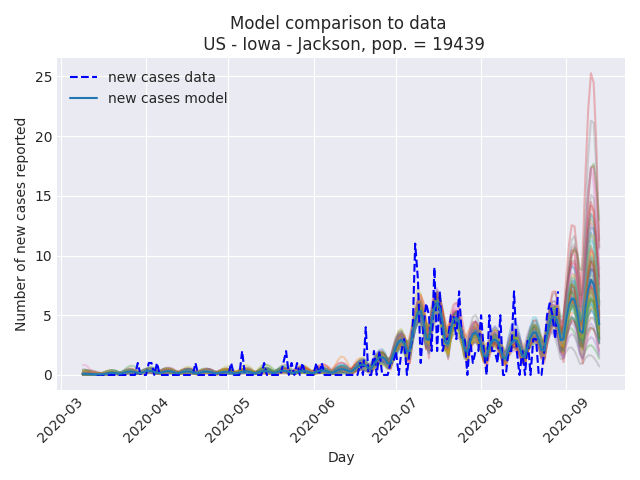 Model comparison to data
US - Iowa - Jackson, pop. = 19439
new cases data
new cases model
Number of new cases reported
25
20
15
10
5
0
2020-03
2020-04
2020-05
2020-06
2020-07
2020-08
2020-09
Day